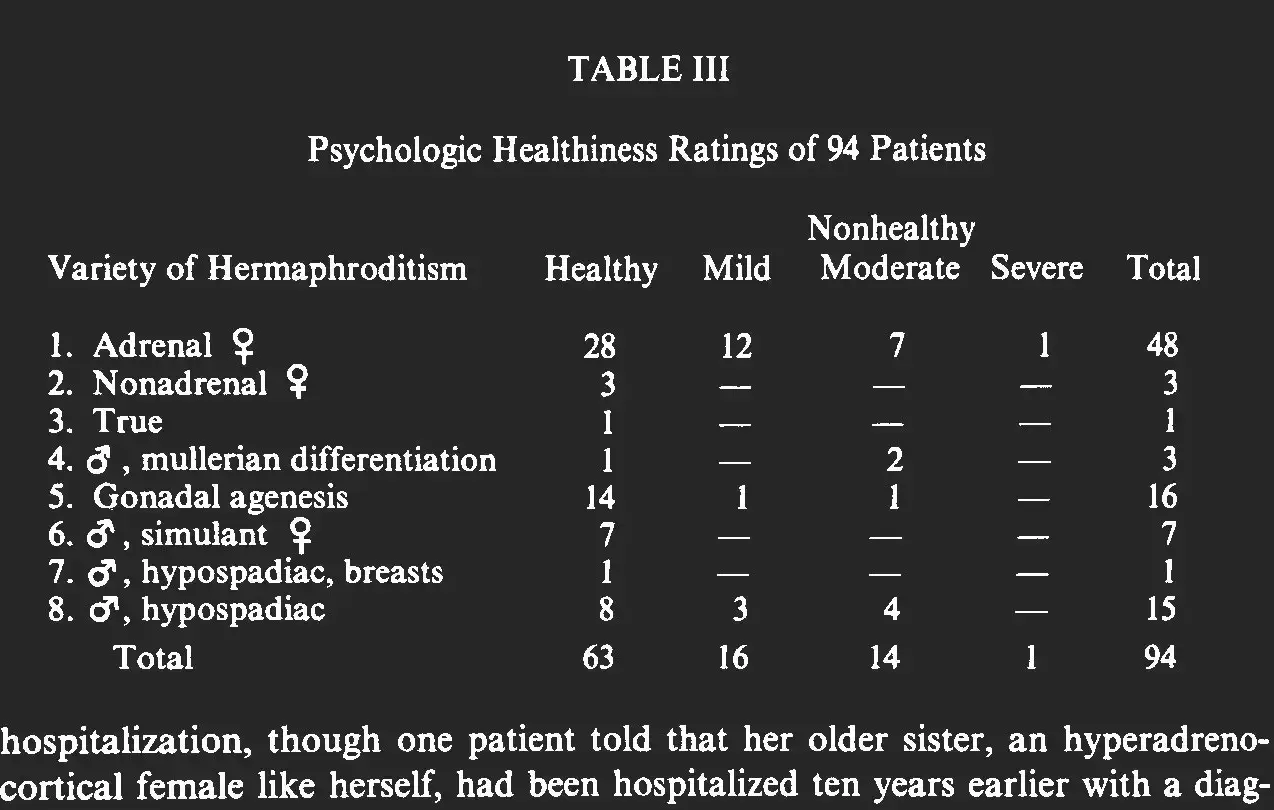 TABLE III
Psychologic Healthiness Ratings of 94 Patients
Nonhealthy
Variety of Hermaphroditism Healthy Mild Moderate Severe Total
1. Adrenal ♀ 28 12 7 1 48
2. Nonadrenal ♀ 3 — — — 3
3. True 1 — — — 1
4. ♂, mullerian differentiation 1 — 2 — 3
5. Gonadal agenesis 14 1 1 — 16
6. ♂, simulant ♀ 7 — — — 7
7. ♂, hypospadiac, breasts 1 — — — 1
8. ♂, hypospadiac 8 3 4 — 15
Total 63 16 14 1 94
hospitalization, though one patient told that her older sister, an hyperadreno-
cortical female like herself, had been hospitalized ten years earlier with a diag-